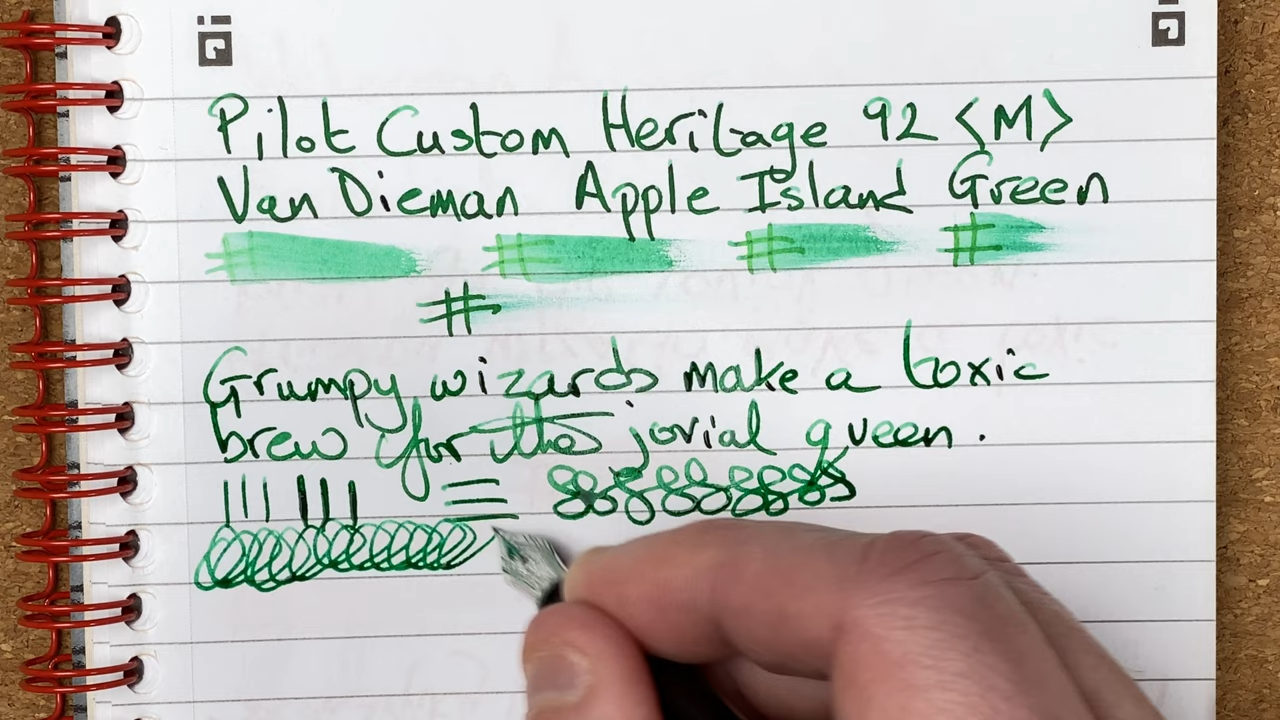 Pilot Custom Heritage 92 <M>
Van Dieman Apple Island Green
Grumpy wizards make a toxic
brew for the jovial queen.